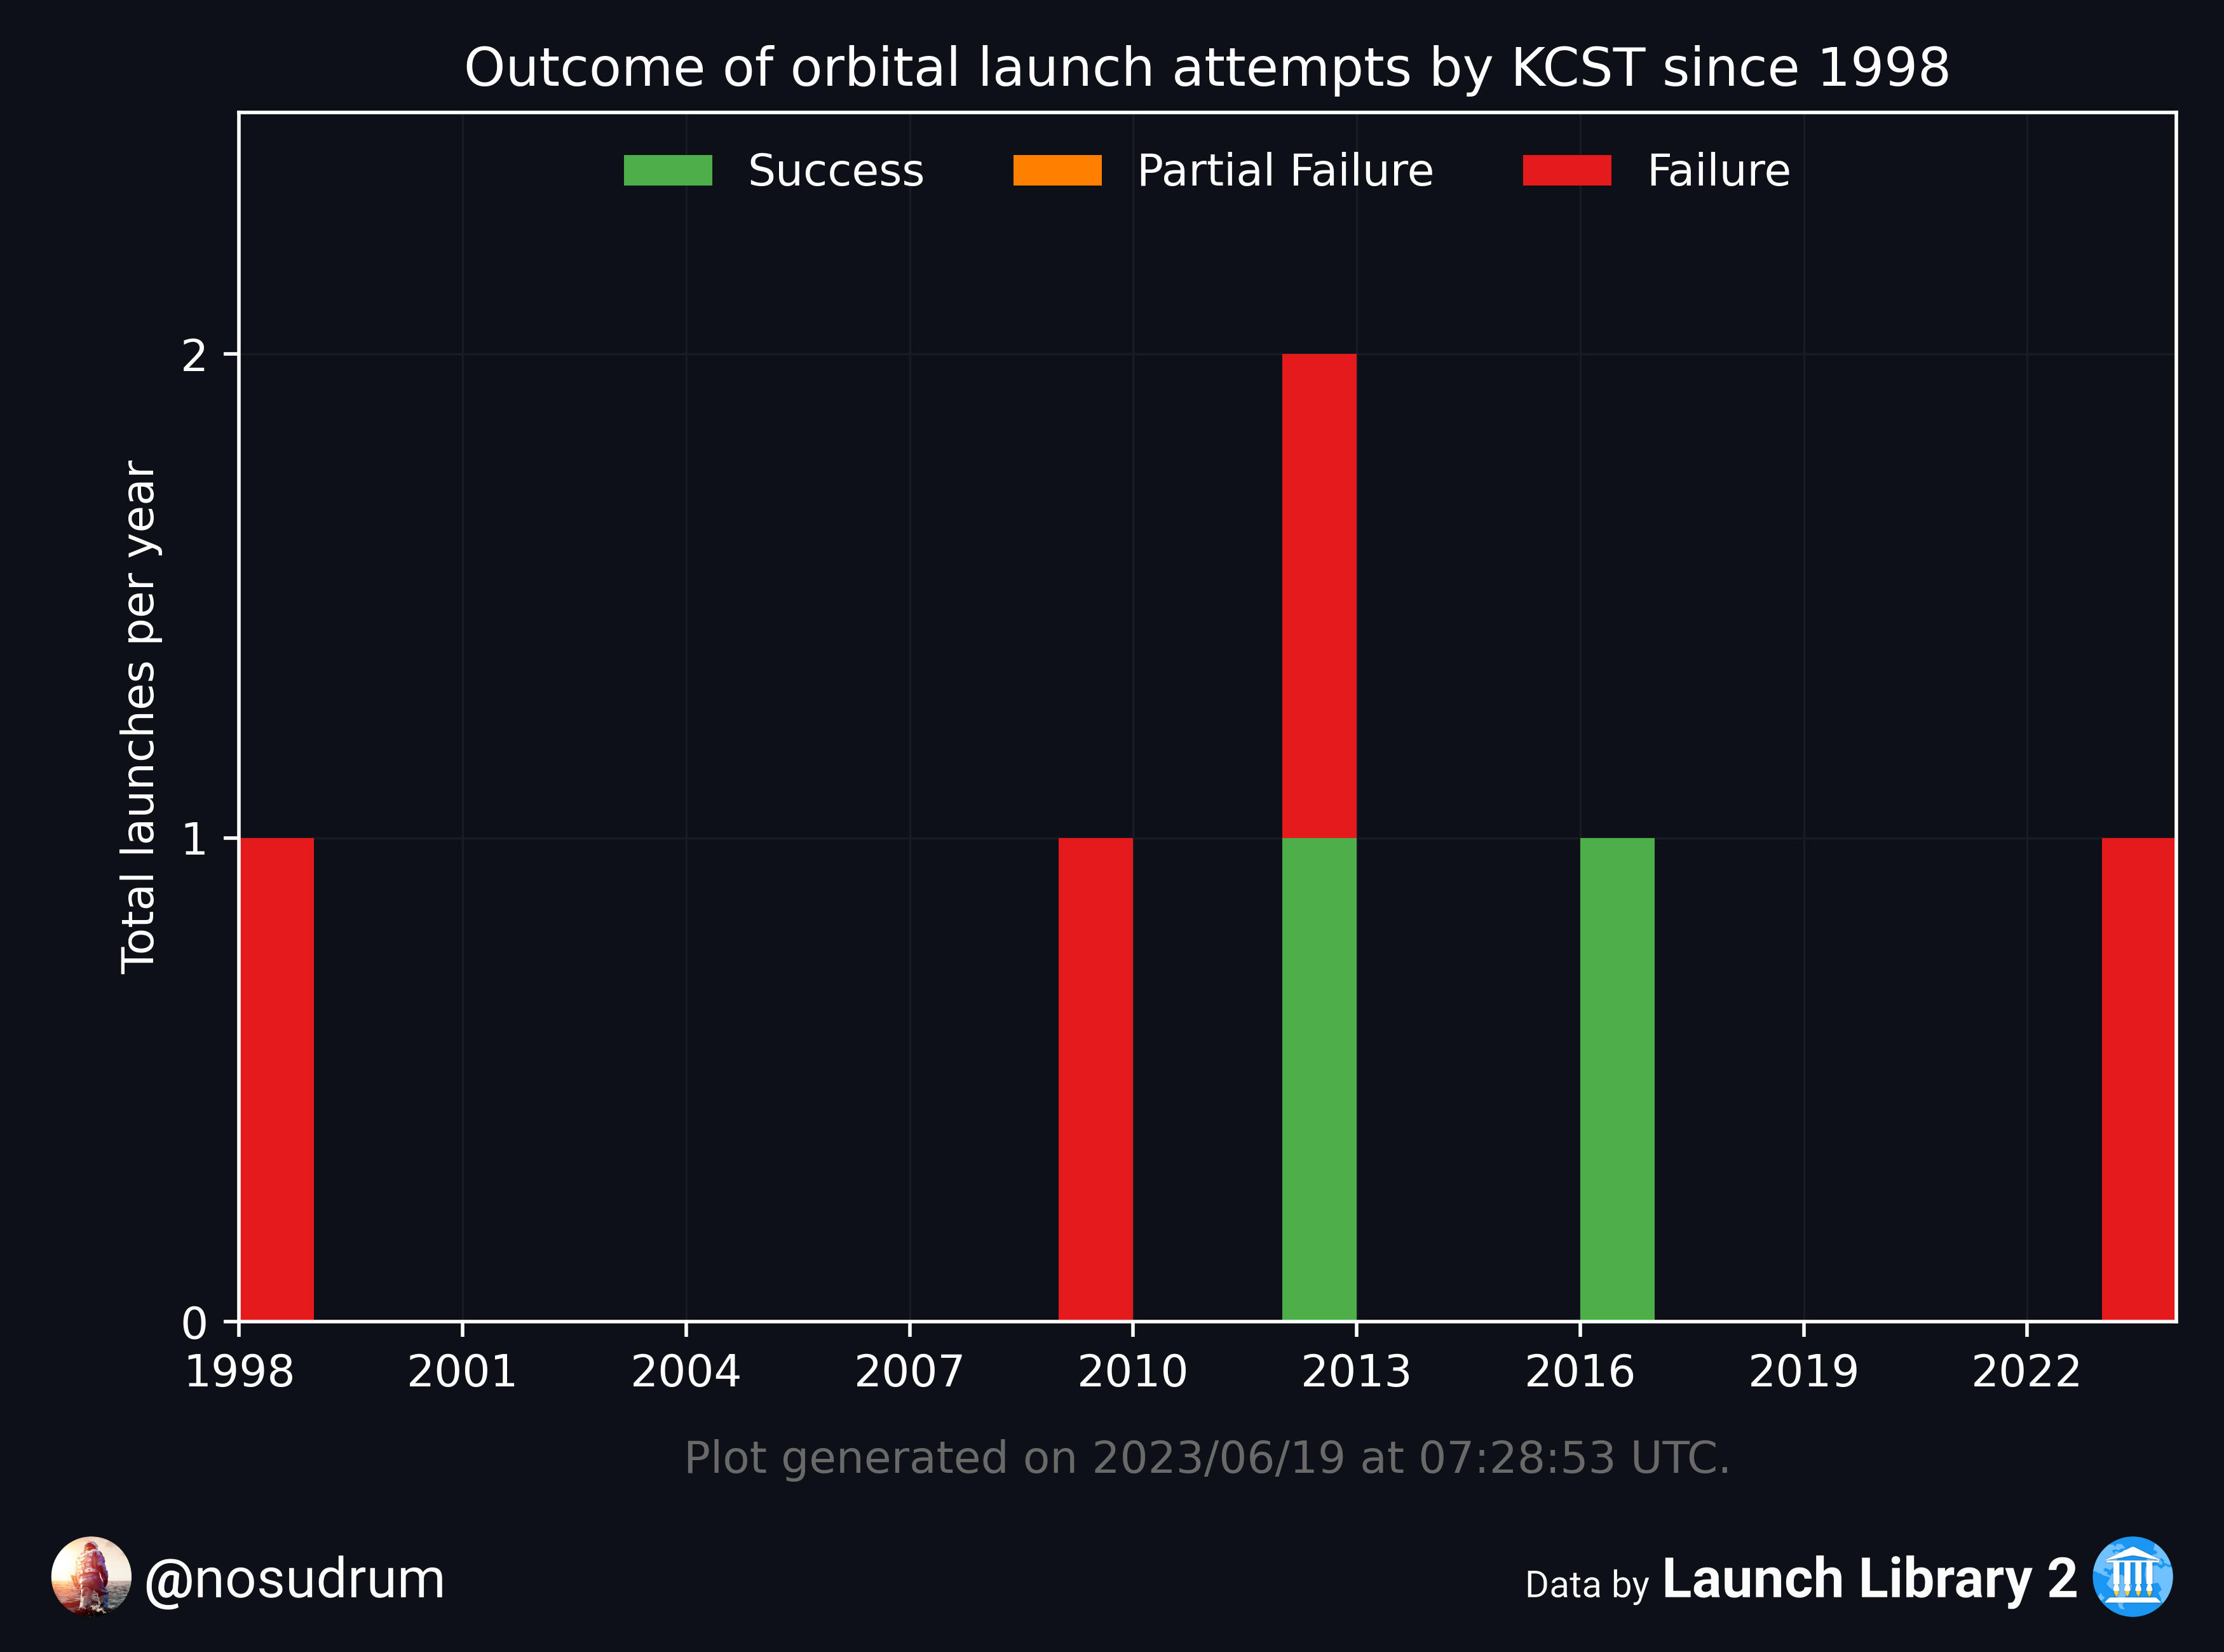 Outcome of orbital launch attempts by KCST since 1998
Success Partial Failure Failure
Total launches per year
2
1
0
1998 2001 2004 2007 2010 2013 2016 2019 2022
Plot generated on 2023/06/19 at 07:28:53 UTC.
@nosudrum
Data by Launch Library 2